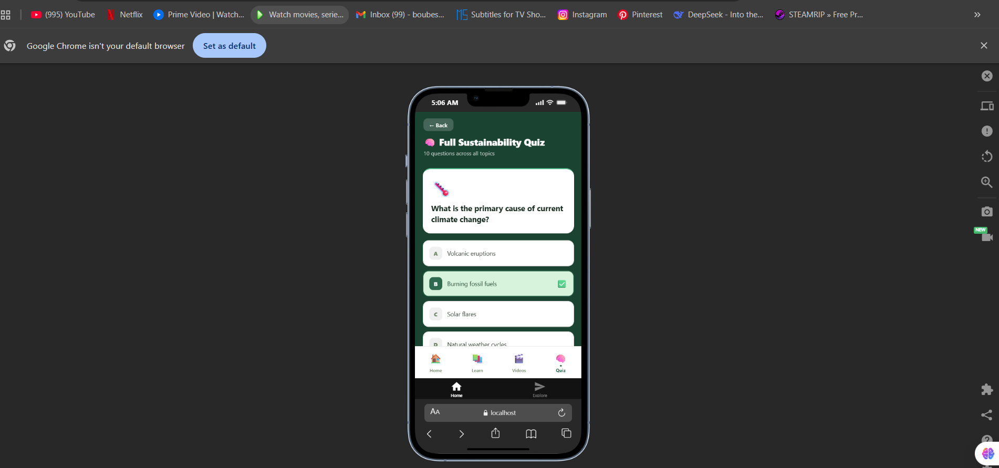 (995) YouTube
Netflix
Prime Video | Watch...
Watch movies, serie...
Inbox (99) - boubes...
Subtitles for TV Sho...
Instagram
Pinterest
DeepSeek - Into the...
STEAMRIP » Free Pr...
»
Google Chrome isn't your default browser
Set as default
5:06 AM
← Back
Full Sustainability Quiz
10 questions across all topics
What is the primary cause of current
climate change?
A Volcanic eruptions
B Burning fossil fuels
C Solar flares
D Natural weather cycles
Home
Learn
Videos
Quiz
Home
Explore
AA
localhost
NEW